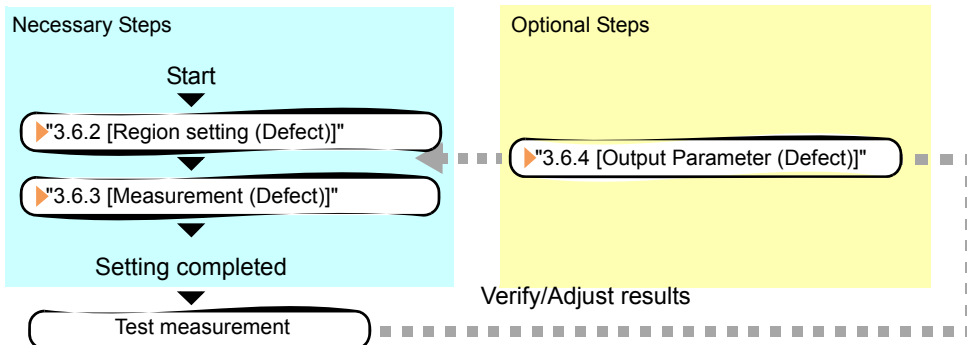 Necessary Steps
Optional Steps
Start
"3.6.2 [Region setting (Defect)]"
"3.6.4 [Output Parameter (Defect)]"
"3.6.3 [Measurement (Defect)]"
Setting completed
Verify/Adjust results
Test measurement